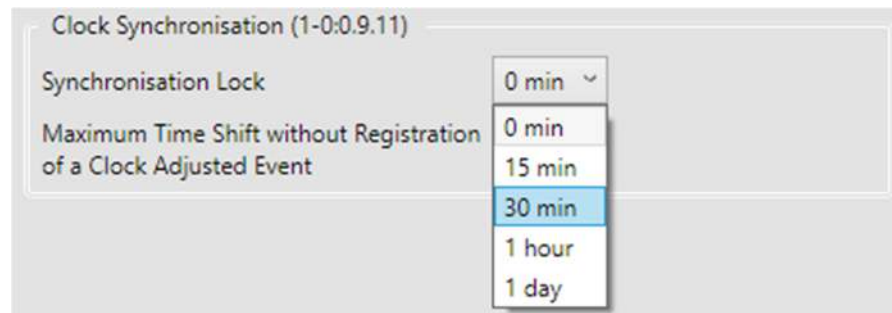 Clock Synchronisation (1-0:0.9.11)
Synchronisation Lock 0 min
Maximum Time Shift without Registration
of a Clock Adjusted Event
0 min
15 min
30 min
1 hour
1 day